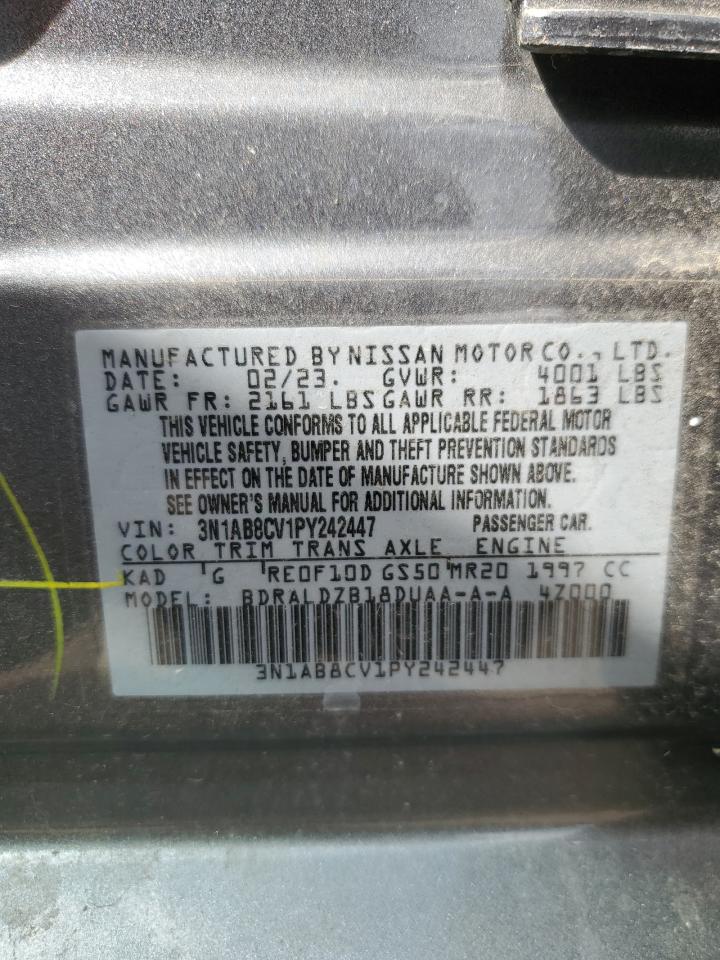 MANUFACTURED BY NISSAN MOTOR CO., LTD.
DATE: 02/23. GVWR: 4001 LBS
GAWR FR: 2161 LBS GAWR RR: 1863 LBS
THIS VEHICLE CONFORMS TO ALL APPLICABLE FEDERAL MOTOR
VEHICLE SAFETY, BUMPER AND THEFT PREVENTION STANDARDS
IN EFFECT ON THE DATE OF MANUFACTURE SHOWN ABOVE.
SEE OWNER'S MANUAL FOR ADDITIONAL INFORMATION.
VIN: 3N1AB8CV1PY242447 PASSENGER CAR.
COLOR TRIM TRANS AXLE ENGINE
KAD G RE0F10D GS50 MR20 1997 CC
MODEL: BDRALDZB18DUAA-A-A 4Z000
3N1AB8CV1PY242447